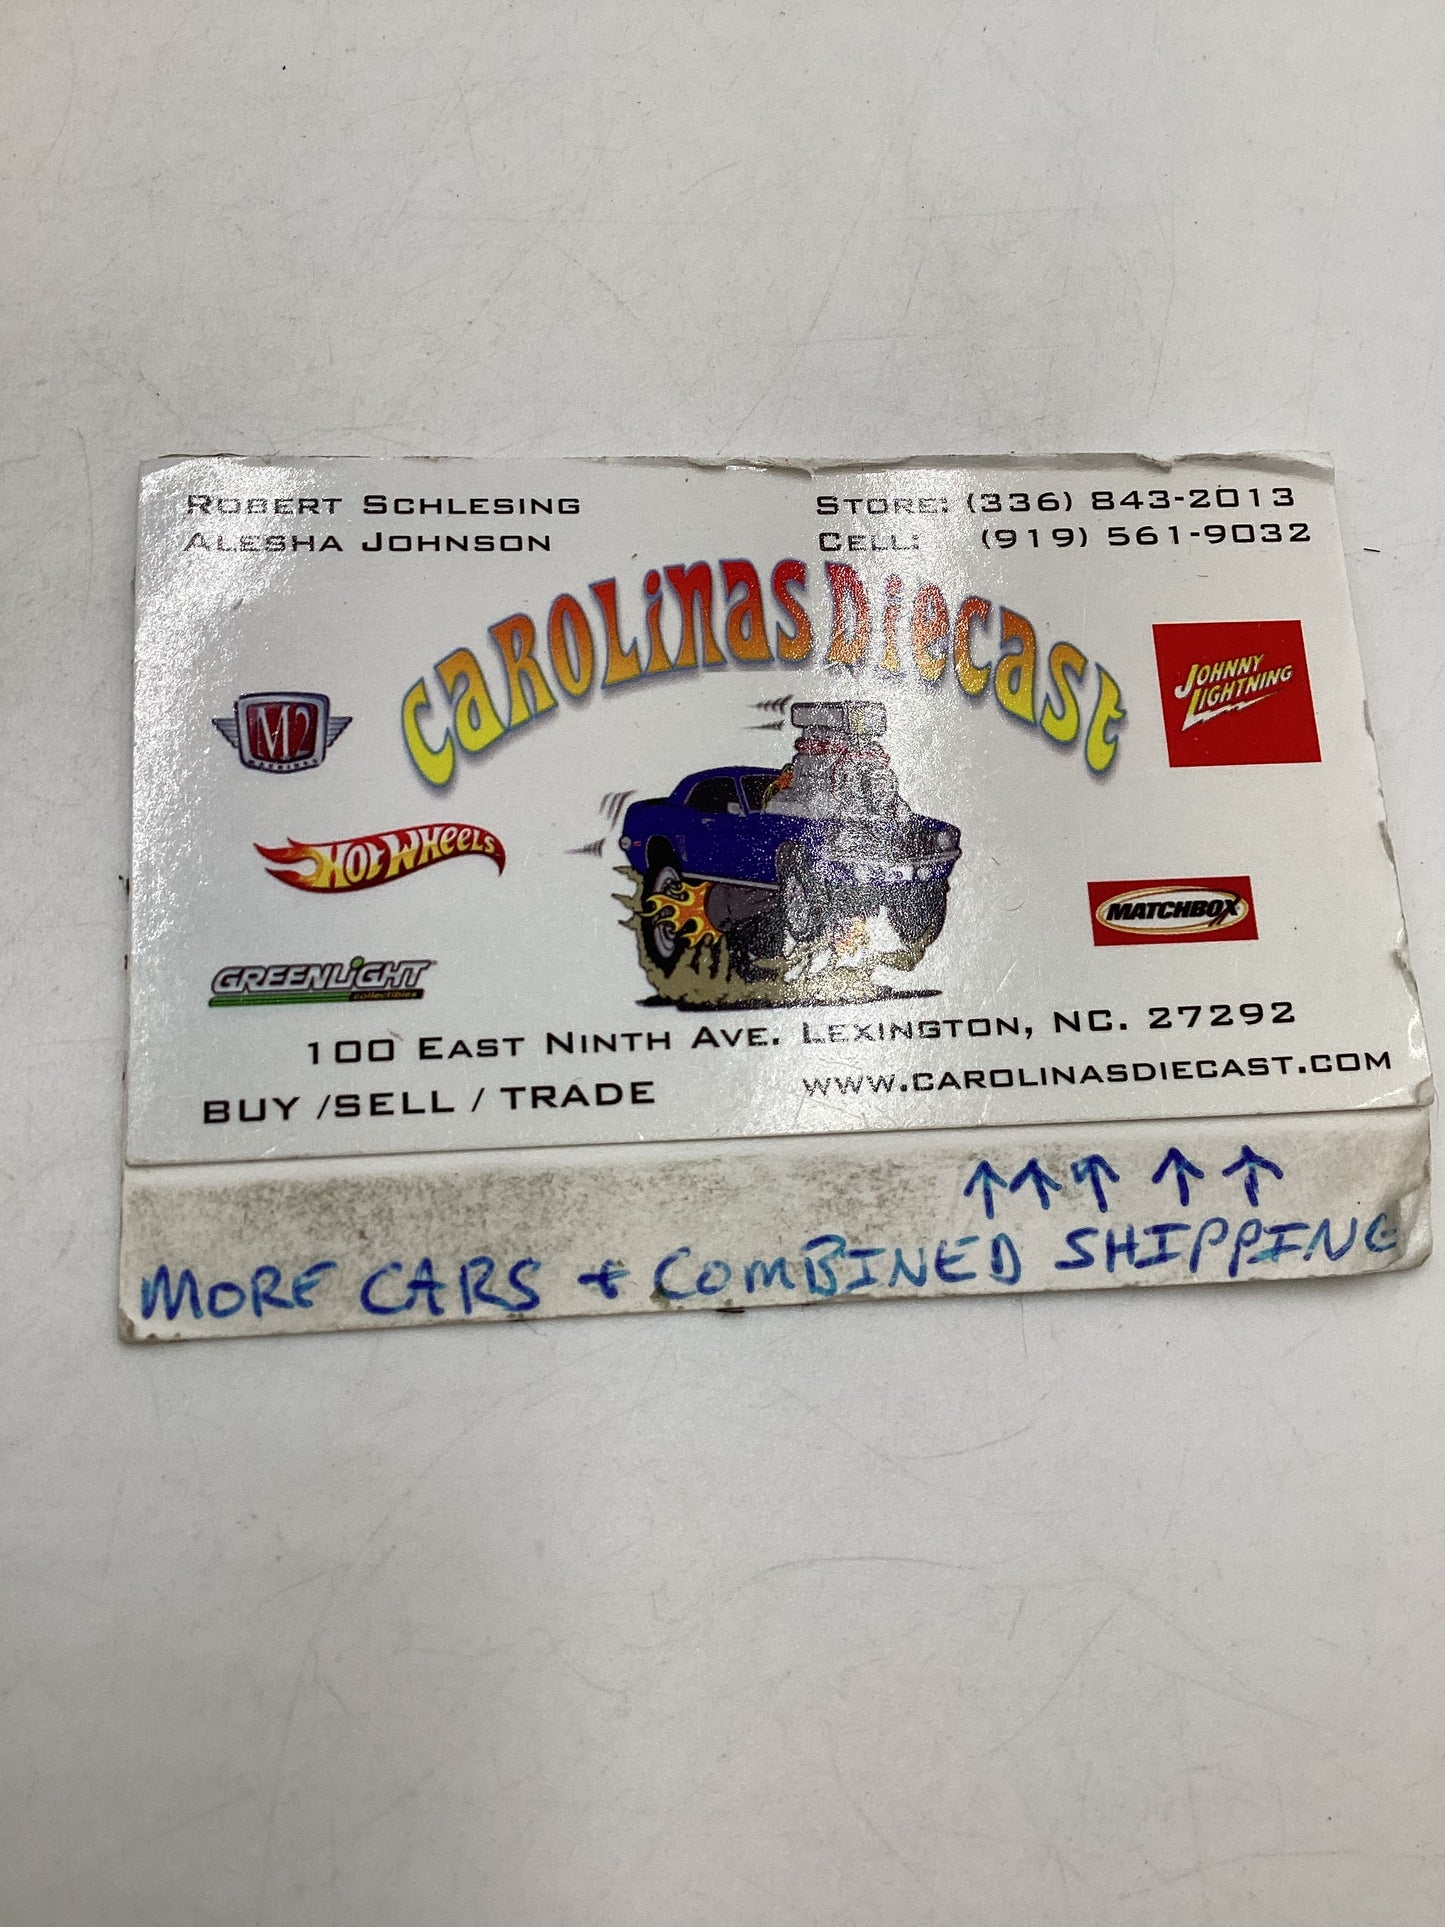 ROBERT SCHLESING
ALESHA JOHNSON
STORE: (336) 843-2013
CELL: (919) 561-9032
CAROLINAS DIECAST
M2
MACHINES
JOHNNY
LIGHTNING
HOT WHEELS
MATCHBOX
GREENLIGHT
collectibles
100 EAST NINTH AVE. LEXINGTON, NC. 27292
BUY /SELL / TRADE
WWW.CAROLINASDIECAST.COM
↑↑↑ ↑ ↑
MORE CARS + COMBINED SHIPPING